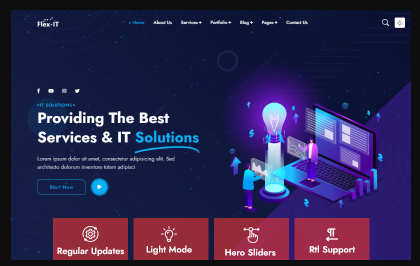 Flex-IT
Home About Us Services + Portfolio + Blog + Pages + Contact Us
•IT SOLUTIONS•
Providing The Best
Services & IT Solutions
Lorem ipsum dolor sit amet, consectetur adipisicing elit. Sed
architecto dolorum inventore totam adipisci
Start Now
Regular Updates Light Mode Hero Sliders Rtl Support